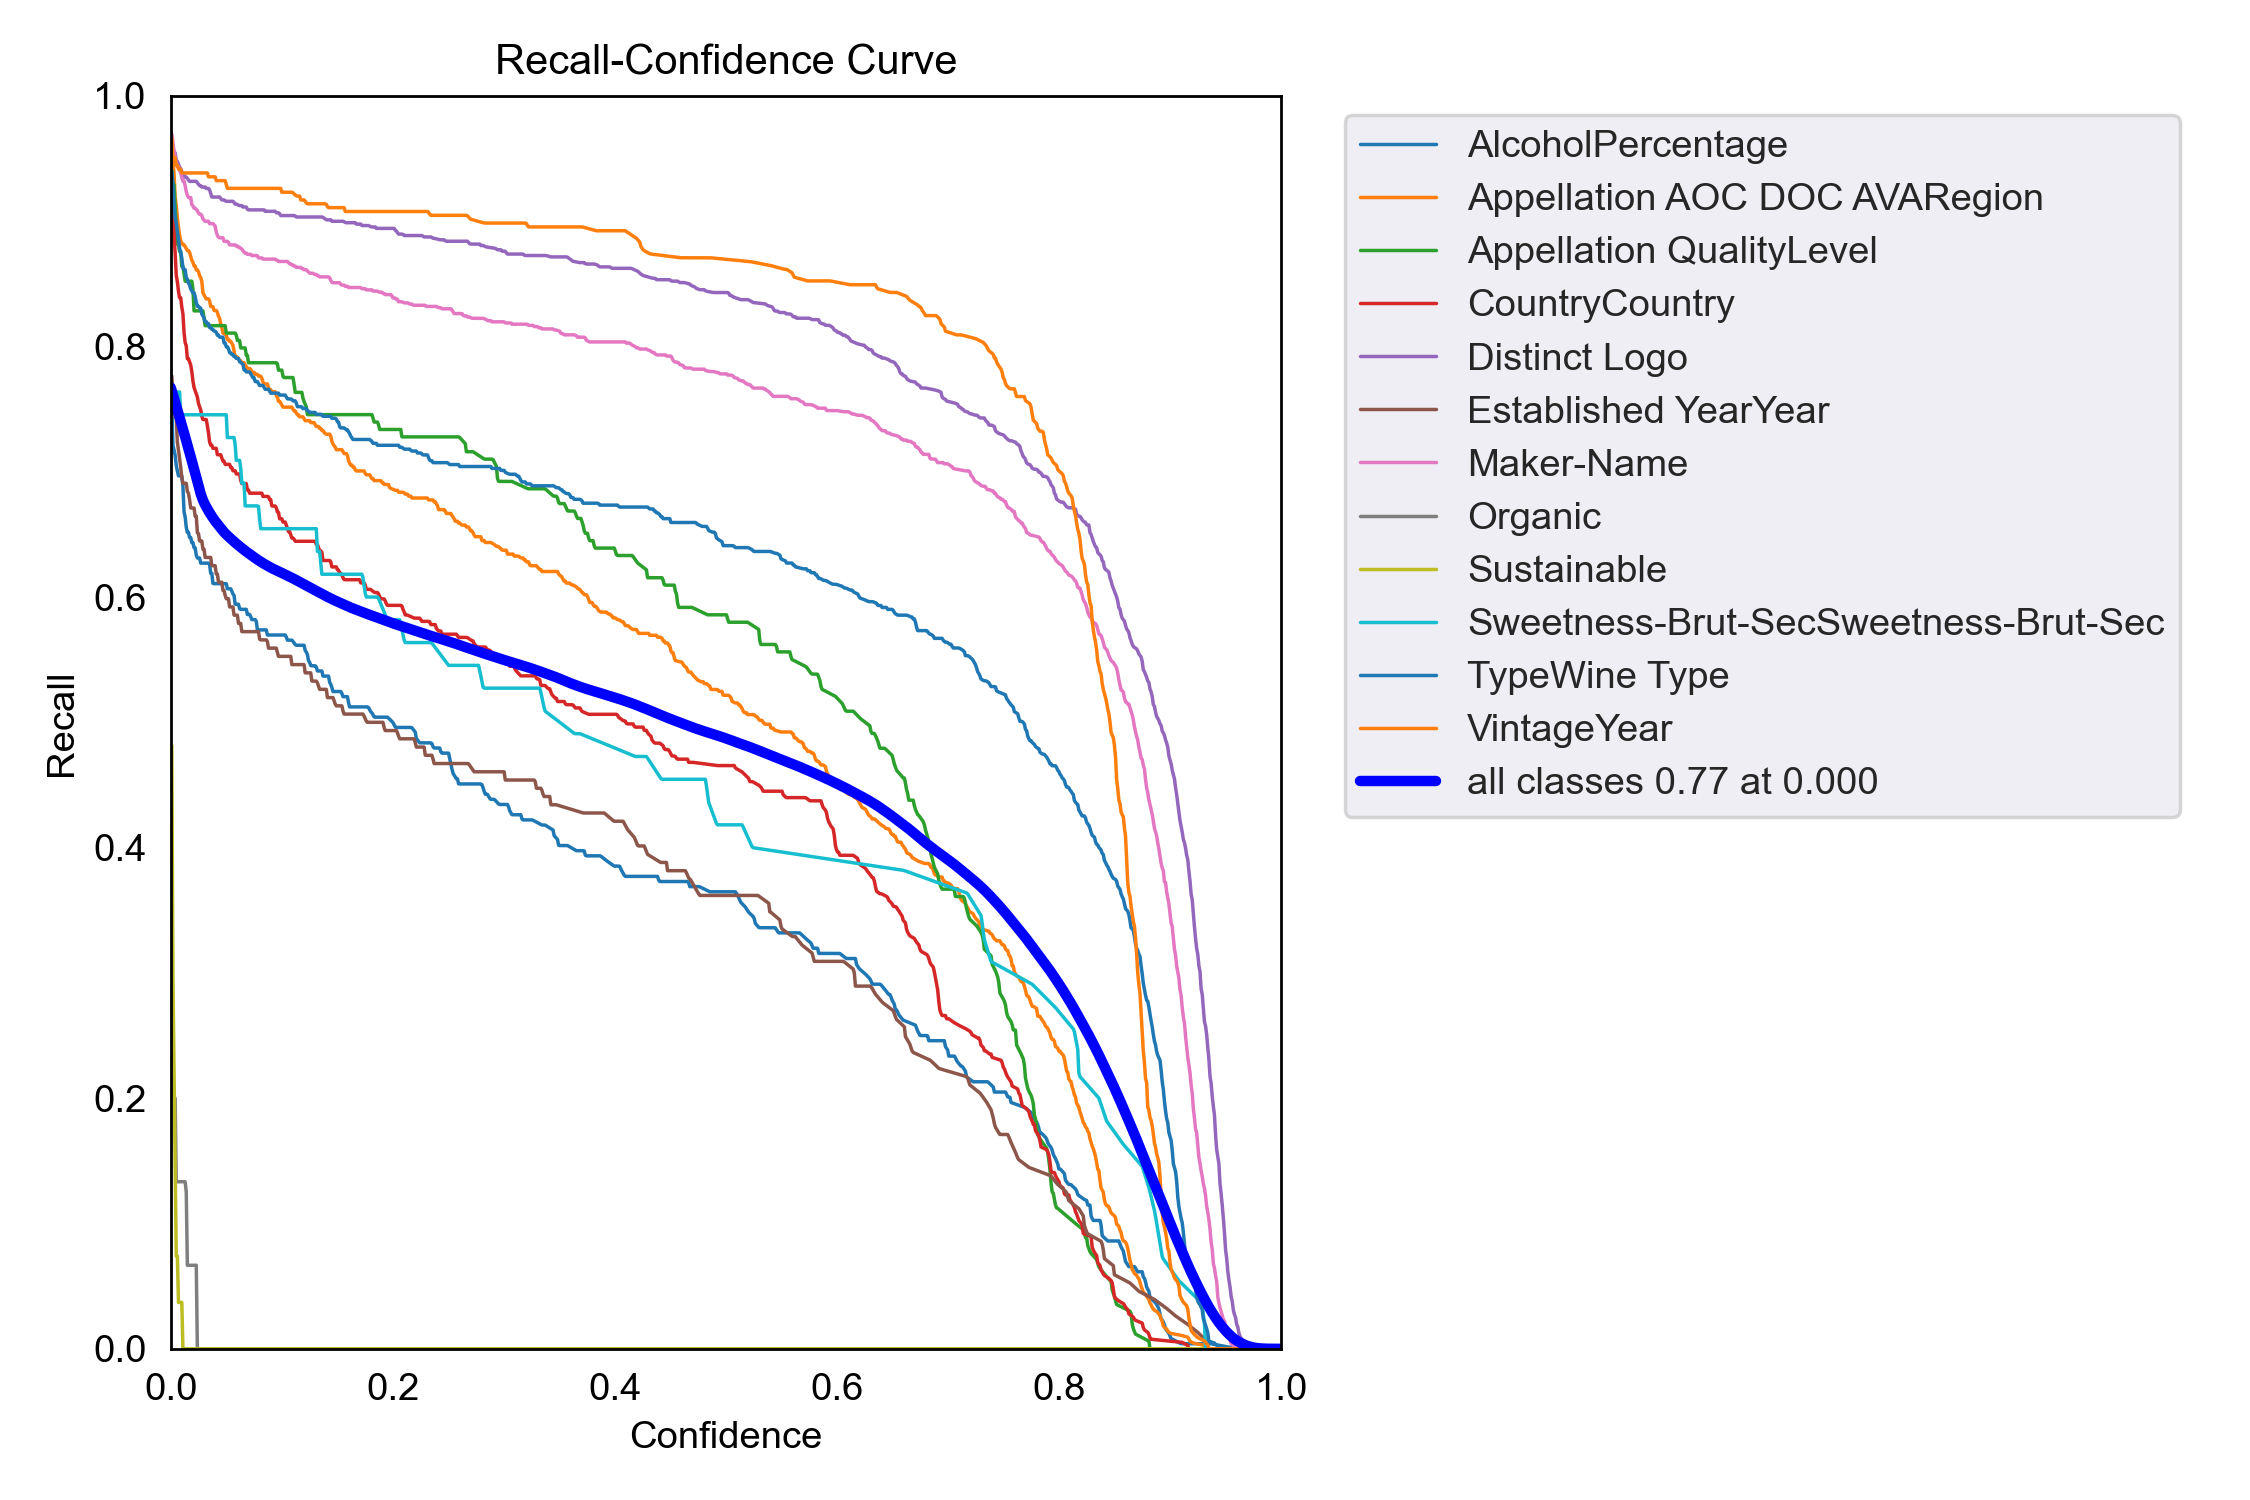 Recall-Confidence Curve
1.0
0.8
0.6
0.4
0.2
0.0
Recall
0.0 0.2 0.4 0.6 0.8 1.0
Confidence
AlcoholPercentage
Appellation AOC DOC AVARegion
Appellation QualityLevel
CountryCountry
Distinct Logo
Established YearYear
Maker-Name
Organic
Sustainable
Sweetness-Brut-SecSweetness-Brut-Sec
TypeWine Type
VintageYear
all classes 0.77 at 0.000